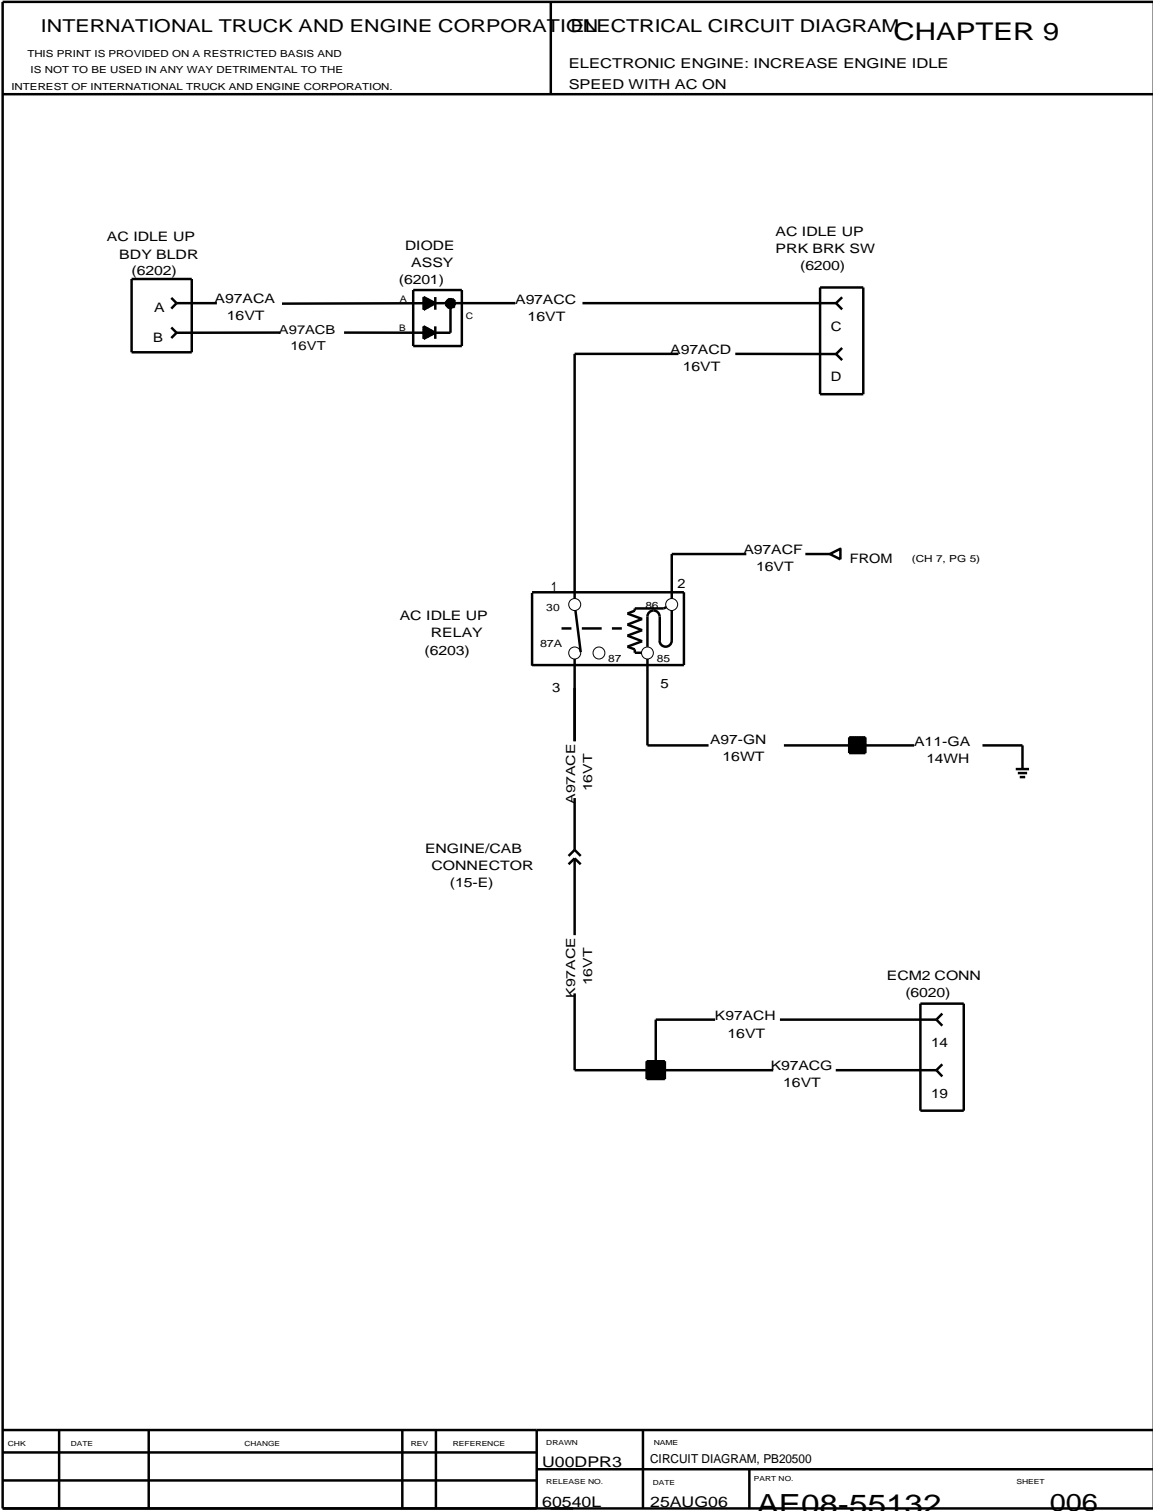 INTERNATIONAL TRUCK AND ENGINE CORPORATION
THIS PRINT IS PROVIDED ON A RESTRICTED BASIS AND
IS NOT TO BE USED IN ANY WAY DETRIMENTAL TO THE
INTEREST OF INTERNATIONAL TRUCK AND ENGINE CORPORATION.
ELECTRICAL CIRCUIT DIAGRAM
CHAPTER 9
ELECTRONIC ENGINE: INCREASE ENGINE IDLE
SPEED WITH AC ON
AC IDLE UP
BDY BLDR
(6202)
A
B
A97ACA
16VT
A97ACB
16VT
DIODE
ASSY
(6201)
A
B
C
A97ACC
16VT
AC IDLE UP
PRK BRK SW
(6200)
C
D
A97ACD
16VT
A97ACF
16VT
FROM
(CH 7, PG 5)
AC IDLE UP
RELAY
(6203)
1
2
30
86
87A
87
85
3
5
A97-GN
16WT
A11-GA
14WH
A97ACE
16VT
ENGINE/CAB
CONNECTOR
(15-E)
K97ACE
16VT
ECM2 CONN
(6020)
K97ACH
16VT
14
K97ACG
16VT
19
CHK
DATE
CHANGE
REV
REFERENCE
DRAWN
U00DPR3
NAME
CIRCUIT DIAGRAM, PB20500
RELEASE NO.
60540L
DATE
25AUG06
PART NO.
AE08-55132
SHEET
006